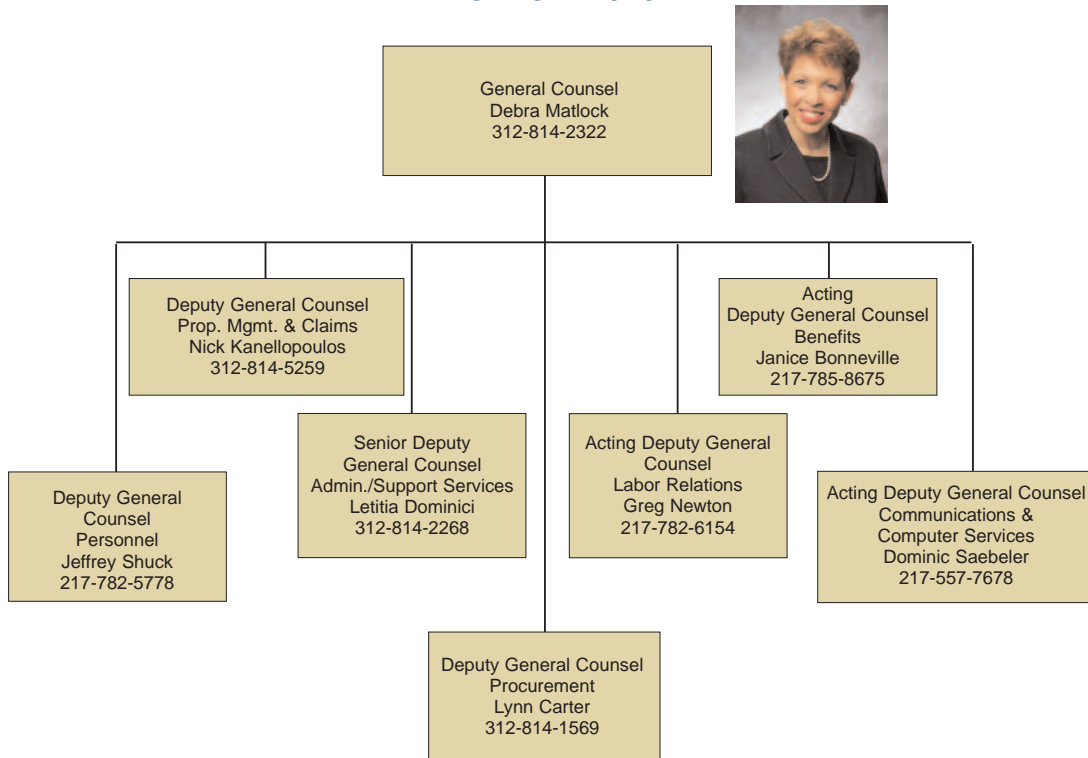 General Counsel
Debra Matlock
312-814-2322
Deputy General Counsel
Prop. Mgmt. & Claims
Nick Kanellopoulos
312-814-5259
Acting
Deputy General Counsel
Benefits
Janice Bonneville
217-785-8675
Senior Deputy
General Counsel
Admin./Support Services
Letitia Dominici
312-814-2268
Acting Deputy General
Counsel
Labor Relations
Greg Newton
217-782-6154
Deputy General
Counsel
Personnel
Jeffrey Shuck
217-782-5778
Acting Deputy General Counsel
Communications &
Computer Services
Dominic Saebeler
217-557-7678
Deputy General Counsel
Procurement
Lynn Carter
312-814-1569